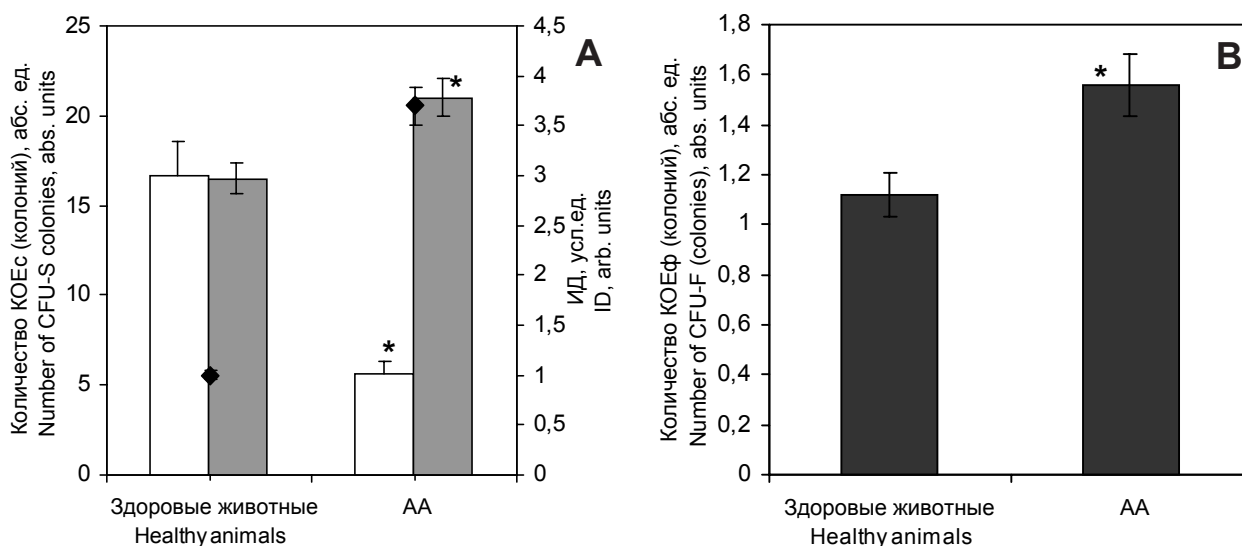 Количество КОЕс (колоний), абс. ед.
Number of CFU-S colonies, abs. units
25
20
15
10
5
0
A
*
*
4,5
4
3,5
3
2,5
2
1,5
1
0,5
0
ИД, усл.ед.
ID, arb. units
Здоровые животные
Healthy animals
АА
Количество КОЕф (колоний), абс. ед.
Number of CFU-F (colonies), abs. units
1,8
1,6
1,4
1,2
1
0,8
0,6
0,4
0,2
0
B
*
Здоровые животные
Healthy animals
АА